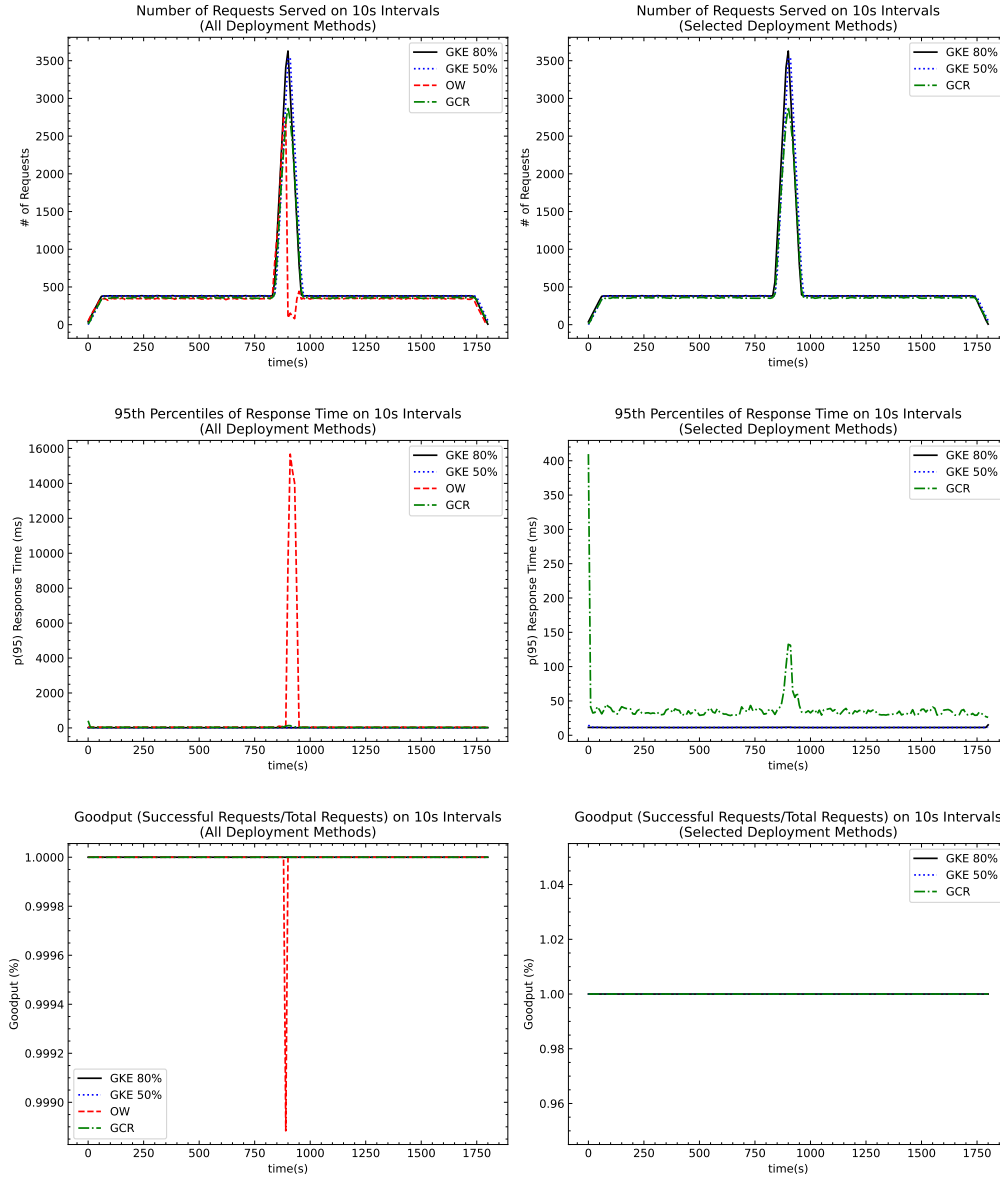 Number of Requests Served on 10s Intervals
(All Deployment Methods)
# of Requests
3500
3000
2500
2000
1500
1000
500
0
0 250 500 750 1000 1250 1500 1750
time(s)
GKE 80%
GKE 50%
OW
GCR
Number of Requests Served on 10s Intervals
(Selected Deployment Methods)
# of Requests
3500
3000
2500
2000
1500
1000
500
0
0 250 500 750 1000 1250 1500 1750
time(s)
GKE 80%
GKE 50%
GCR
95th Percentiles of Response Time on 10s Intervals
(All Deployment Methods)
p(95) Response Time (ms)
16000
14000
12000
10000
8000
6000
4000
2000
0
0 250 500 750 1000 1250 1500 1750
time(s)
GKE 80%
GKE 50%
OW
GCR
95th Percentiles of Response Time on 10s Intervals
(Selected Deployment Methods)
p(95) Response Time (ms)
400
350
300
250
200
150
100
50
0
0 250 500 750 1000 1250 1500 1750
time(s)
GKE 80%
GKE 50%
GCR
Goodput (Successful Requests/Total Requests) on 10s Intervals
(All Deployment Methods)
Goodput (%)
1.0000
0.9998
0.9996
0.9994
0.9992
0.9990
0 250 500 750 1000 1250 1500 1750
time(s)
GKE 80%
GKE 50%
OW
GCR
Goodput (Successful Requests/Total Requests) on 10s Intervals
(Selected Deployment Methods)
Goodput (%)
1.04
1.02
1.00
0.98
0.96
0 250 500 750 1000 1250 1500 1750
time(s)
GKE 80%
GKE 50%
GCR